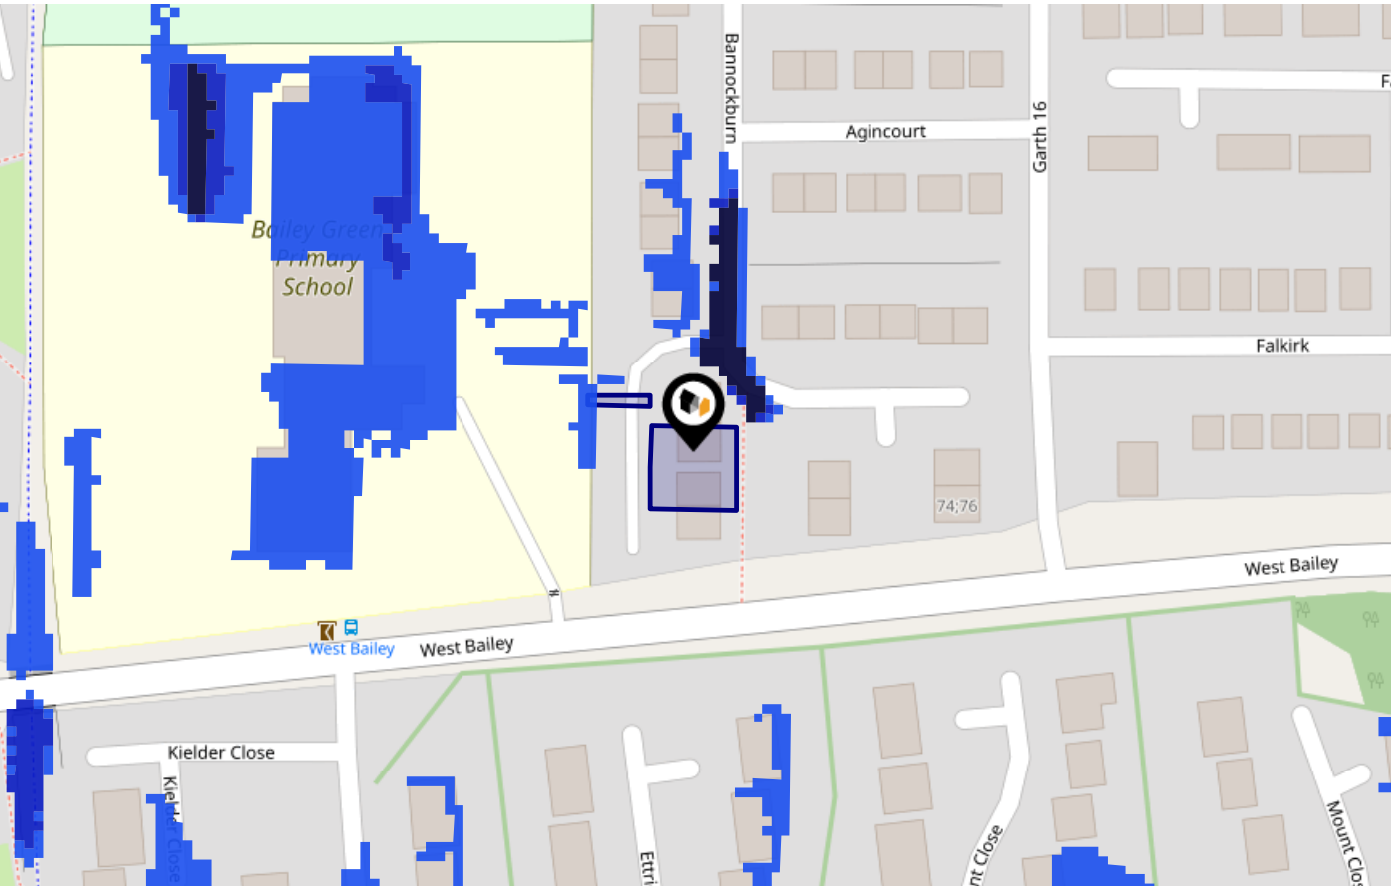 Bannockburn
Agincourt
Garth 16
Bailey Green
Primary
School
Falkirk
74;76
West Bailey
West Bailey
West Bailey
Kielder Close
Kielder Close
Mount Clos
nt Close
Ettri